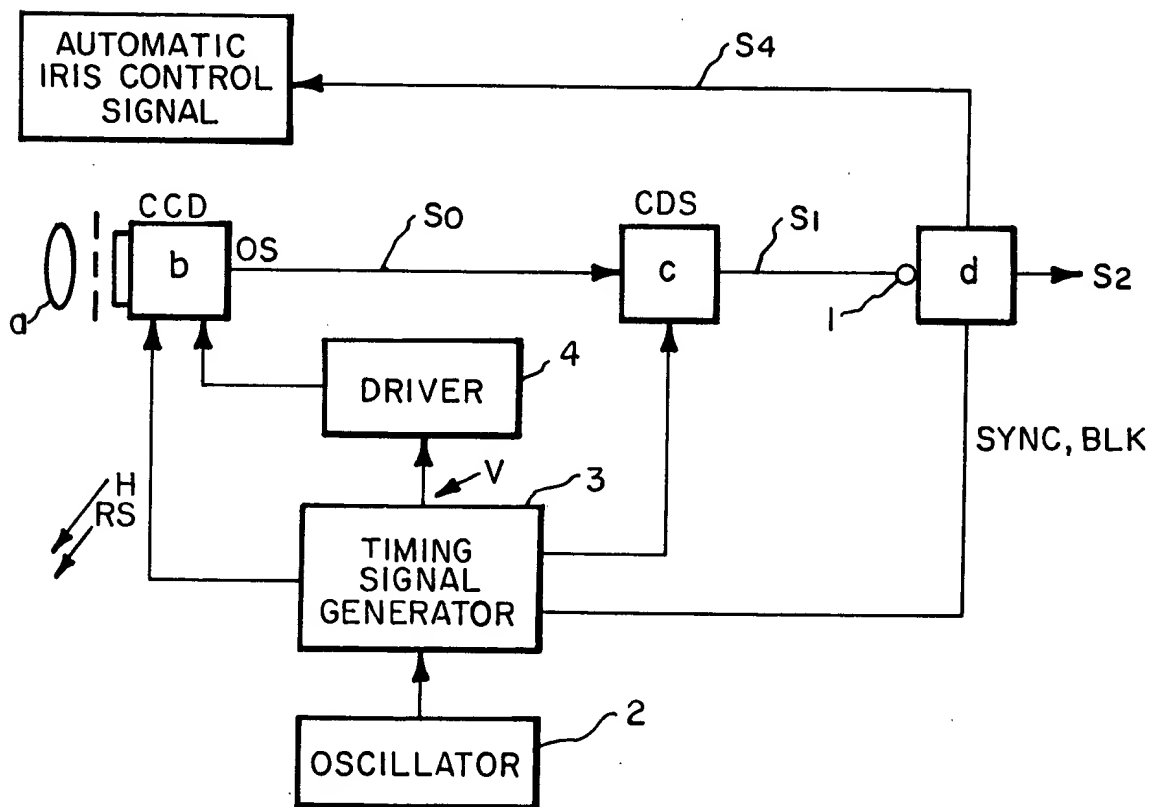 AUTOMATIC
IRIS CONTROL
SIGNAL
S4
CCD
CDS
a
b
OS
S0
c
S1
1
d
S2
DRIVER
4
SYNC, BLK
V
H
RS
3
TIMING
SIGNAL
GENERATOR
2
OSCILLATOR